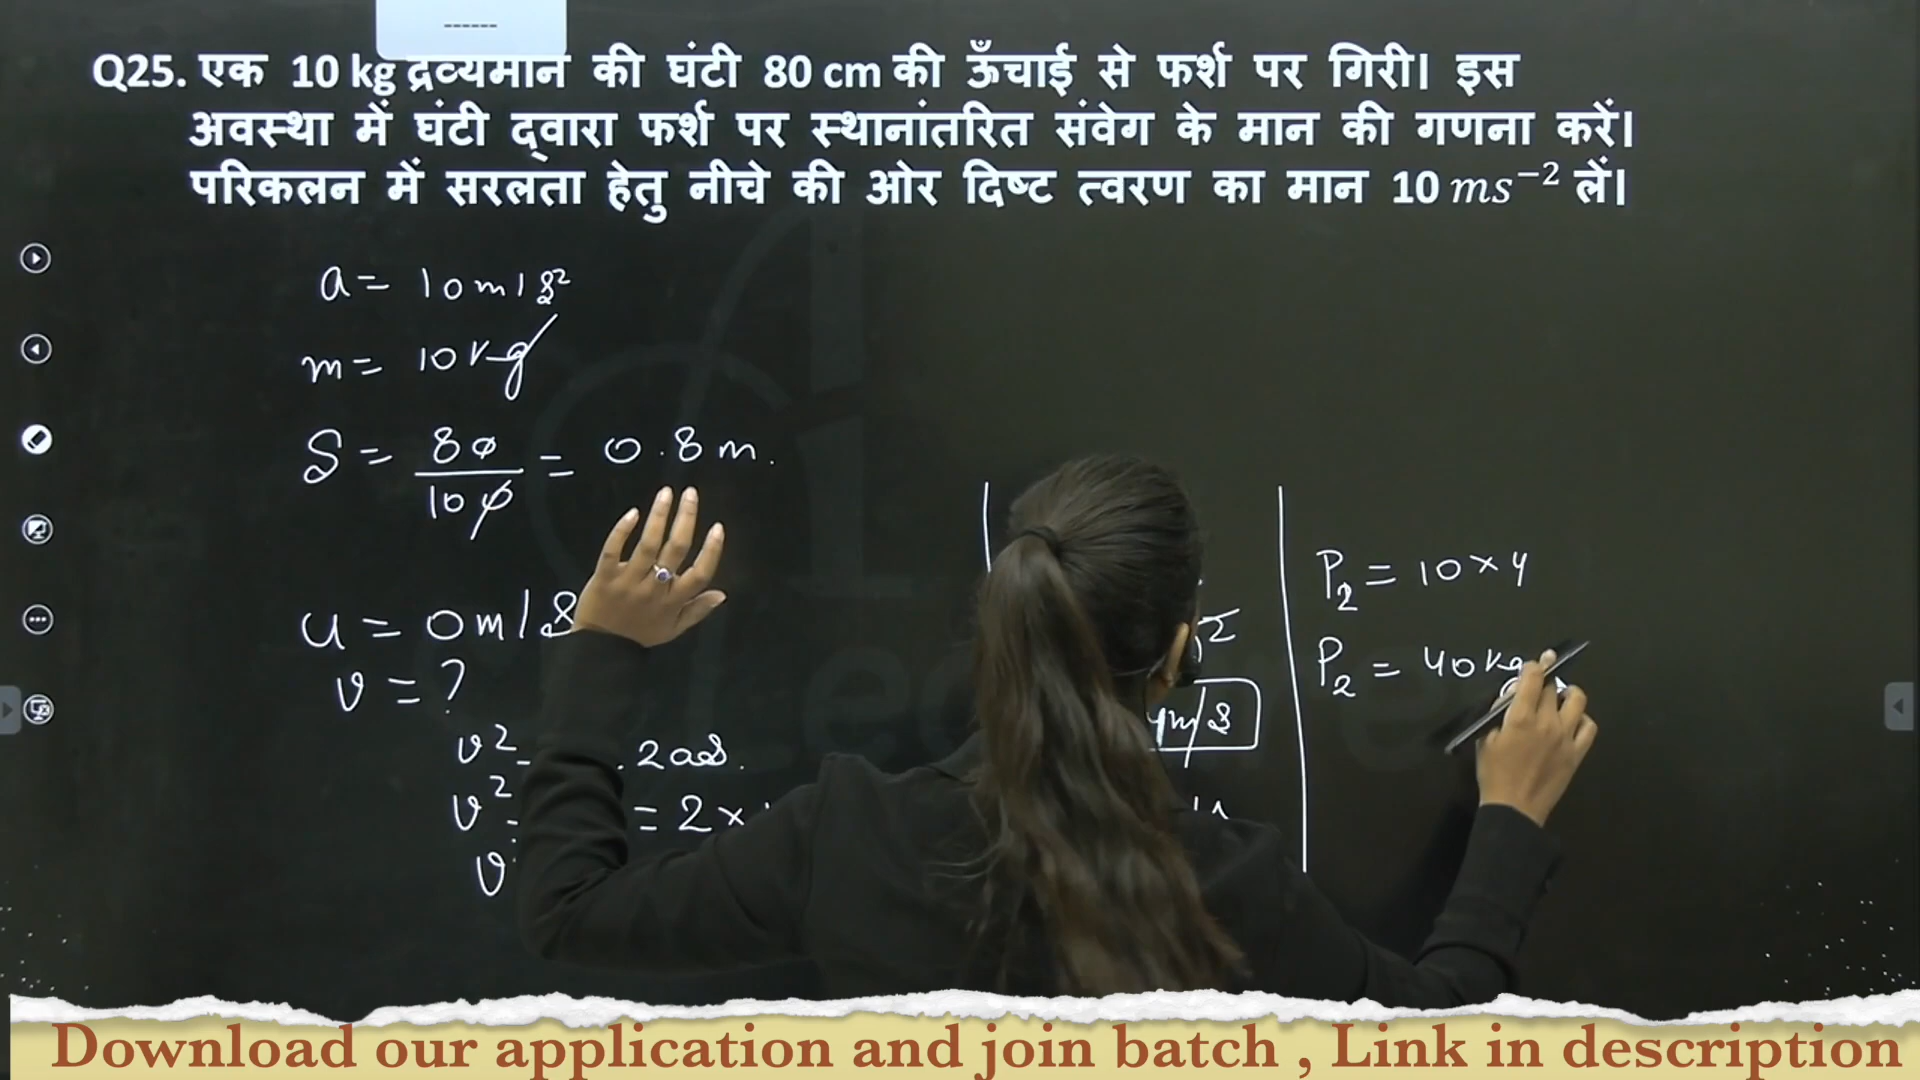 ------
Q25. एक 10 kg द्रव्यमान की घंटी 80 cm की ऊँचाई से फर्श पर गिरी। इस
अवस्था में घंटी द्वारा फर्श पर स्थानांतरित संवेग के मान की गणना करें।
परिकलन में सरलता हेतु नीचे की ओर दिष्ट त्वरण का मान 10 ms⁻² लें।
a = 10 m/s²
m = 10 kg
S = 80/100 = 0.8 m.
u = 0 m/s
v = ?
v² - 2as.
v² - = 2×
v
4m/s
P₂ = 10×4
P₂ = 40 kg
Download our application and join batch , Link in description